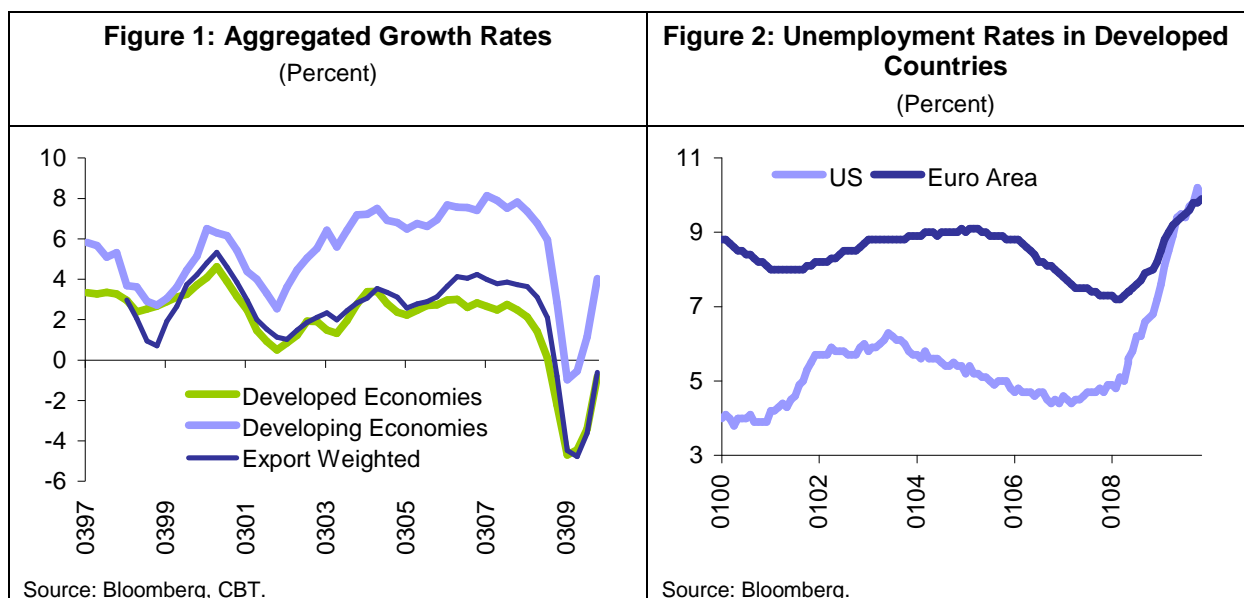 Figure 1: Aggregated Growth Rates
(Percent)
10
8
6
4
2
0
-2
-4
-6
Developed Economies
Developing Economies
Export Weighted
0397
0399
0301
0303
0305
0307
0309
Source: Bloomberg, CBT.
Figure 2: Unemployment Rates in Developed
Countries
(Percent)
11
9
7
5
3
US
Euro Area
0100
0102
0104
0106
0108
Source: Bloomberg.